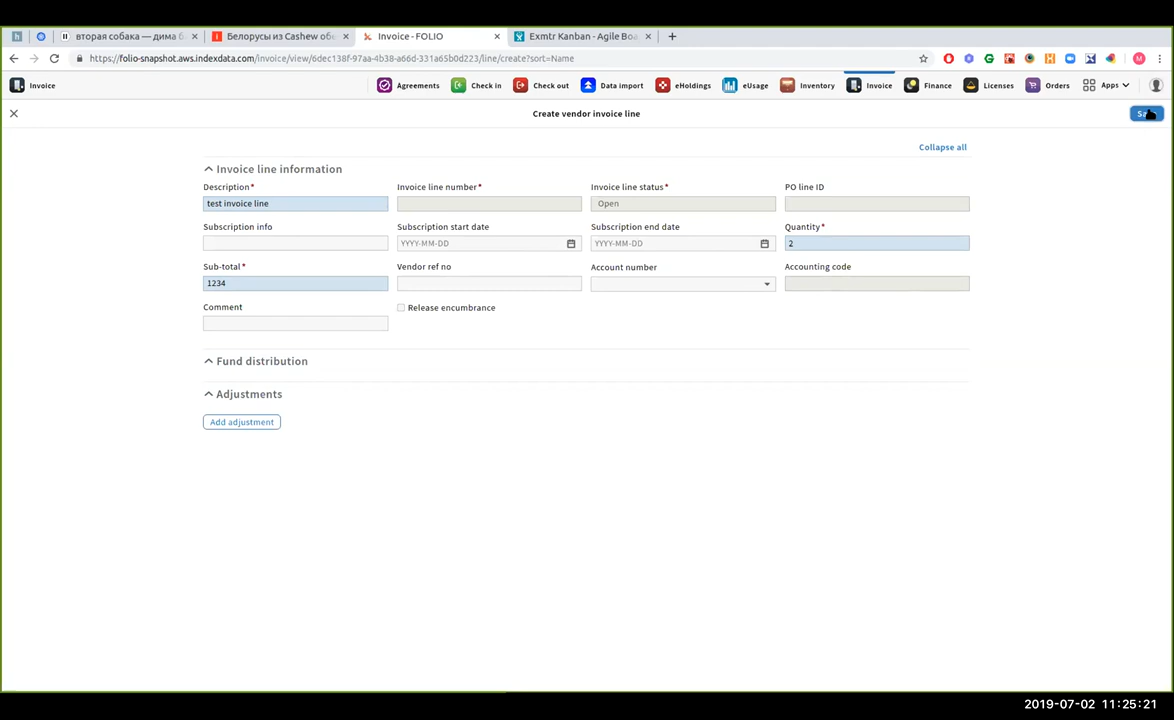 вторая собака — дима б
Белорусы из Cashew обе
Invoice - FOLIO
Exmtr Kanban - Agile Boa
https://folio-snapshot.aws.indexdata.com/invoice/view/6dec138f-97aa-4b38-a66d-331a65b0d223/line/create?sort=Name
Invoice Agreements Check in Check out Data import eHoldings eUsage Inventory Invoice Finance Licenses Orders Apps
Create vendor invoice line
Collapse all
Invoice line information
Description* Invoice line number* Invoice line status* PO line ID
test invoice line Open
Subscription info Subscription start date Subscription end date Quantity*
YYYY-MM-DD YYYY-MM-DD 2
Sub-total* Vendor ref no Account number Accounting code
1234
Comment Release encumbrance
Fund distribution
Adjustments
Add adjustment
2019-07-02 11:25:21